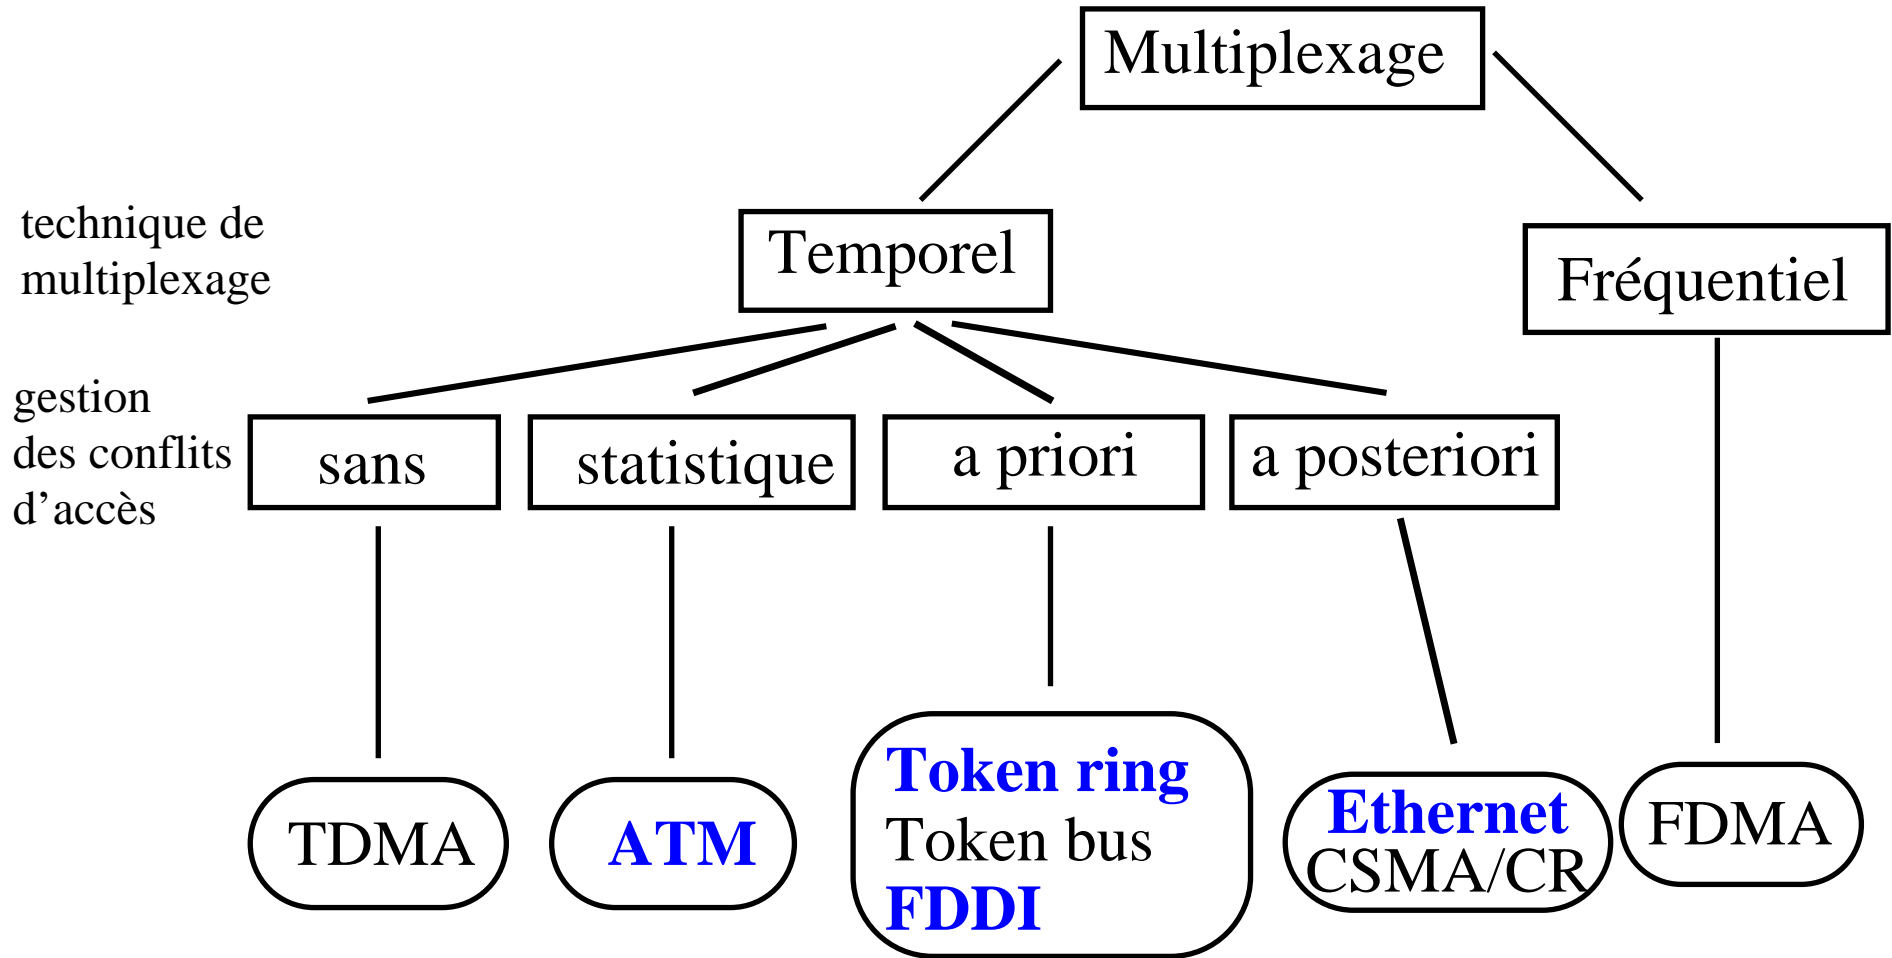 Multiplexage
technique de
multiplexage
Temporel
Fréquentiel
gestion
des conflits
d’accès
sans
statistique
a priori
a posteriori
TDMA
ATM
Token ring
Token bus
FDDI
Ethernet
CSMA/CR
FDMA